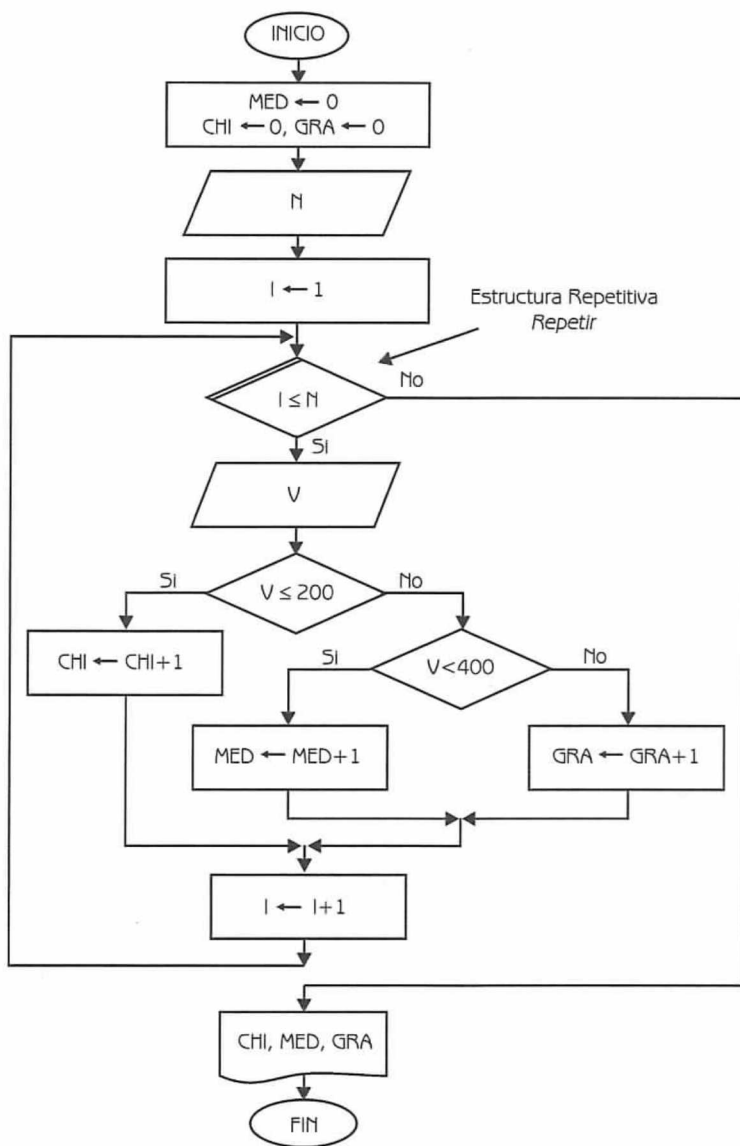 INICIO
MED ← 0
CHI ← 0, GRA ← 0
N
I ← 1
Estructura Repetitiva
Repetir
I ≤ N
No
Si
V
V ≤ 200
Si
No
CHI ← CHI+1
V<400
Si
No
MED ← MED+1
GRA ← GRA+1
I ← I+1
CHI, MED, GRA
FIN